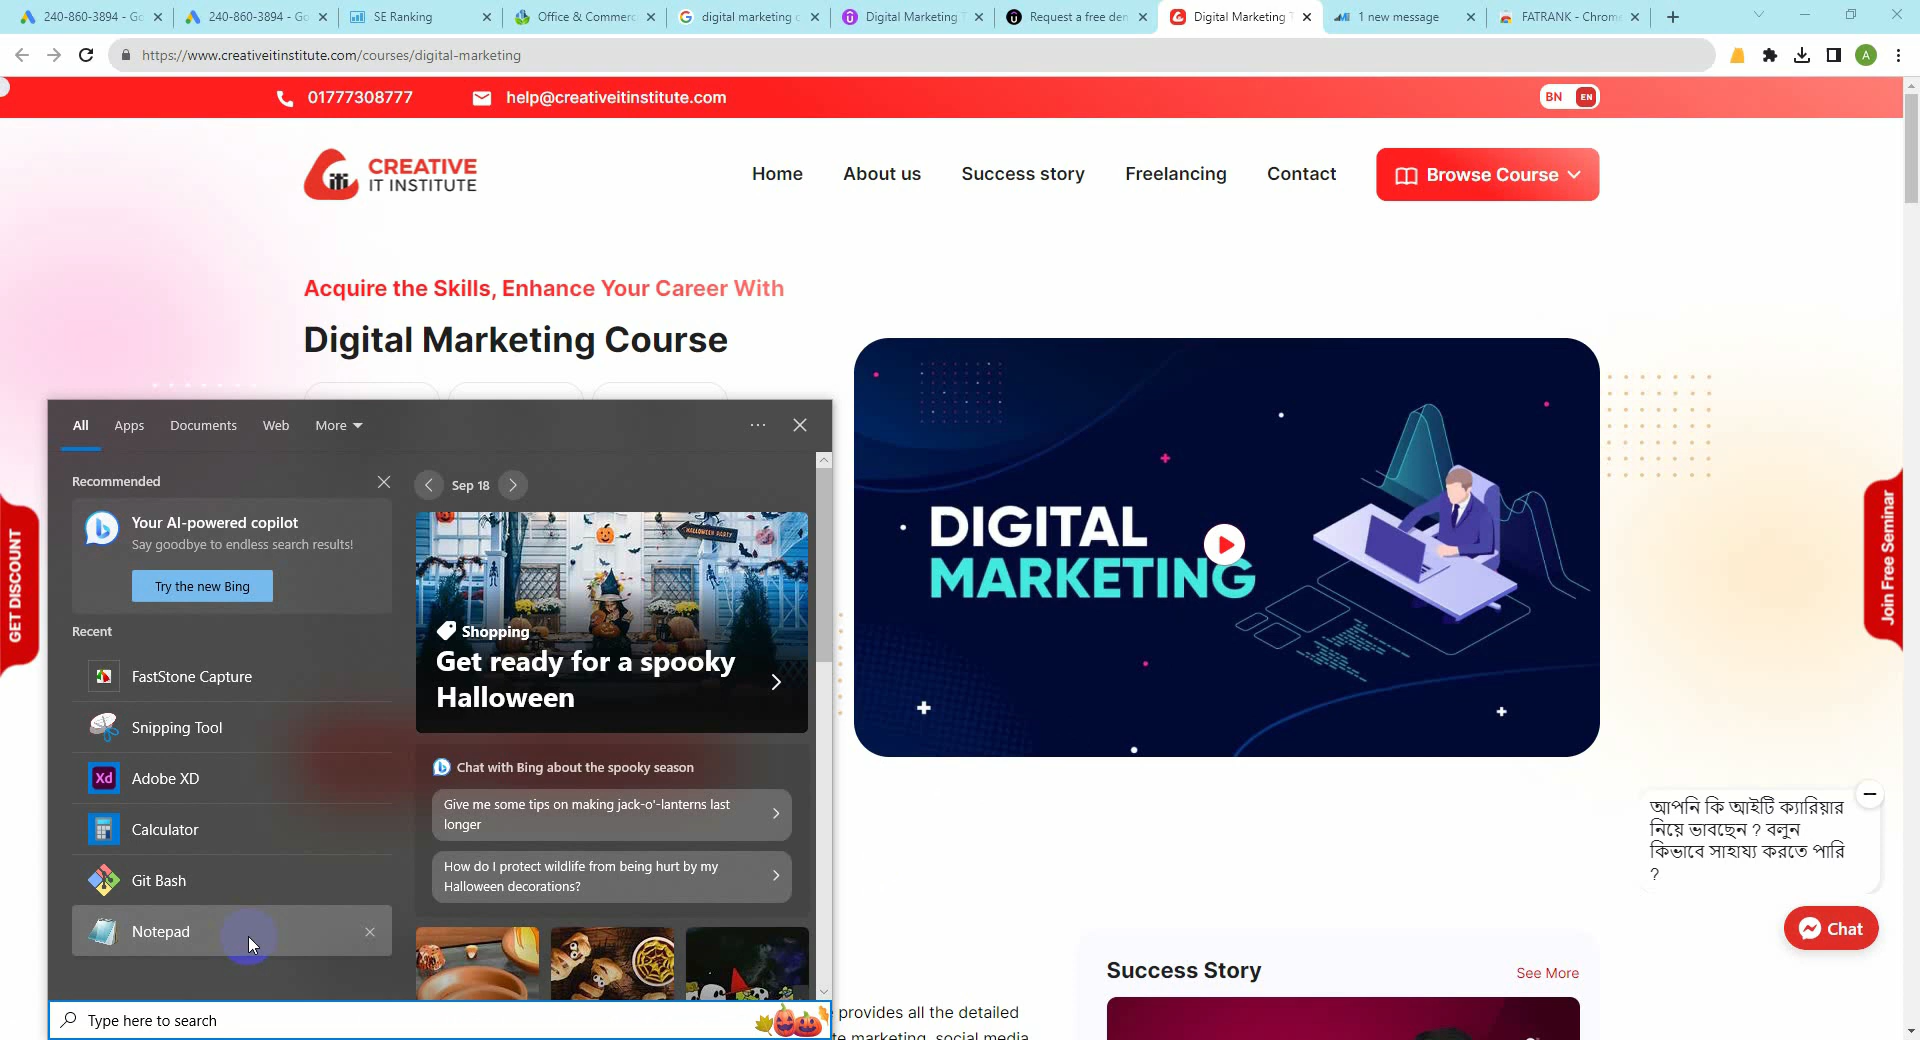 240-860-3894 - Go
240-860-3894 - Go
SE Ranking
Office & Commerc
digital marketing c
Digital Marketing T
Request a free den
Digital Marketing T
1 new message
FATRANK - Chrome
https://www.creativeitinstitute.com/courses/digital-marketing
A
01777308777
help@creativeitinstitute.com
BN EN
CREATIVE
IT INSTITUTE
Home
About us
Success story
Freelancing
Contact
Browse Course
Acquire the Skills, Enhance Your Career With
Digital Marketing Course
DIGITAL
MARKETING
GET DISCOUNT
Join Free Seminar
All
Apps
Documents
Web
More
Recommended
Your AI-powered copilot
Say goodbye to endless search results!
Try the new Bing
Recent
FastStone Capture
Snipping Tool
Xd Adobe XD
Calculator
Git Bash
Notepad
Sep 18
HALLOWEEN PARTY
Shopping
Get ready for a spooky
Halloween
Chat with Bing about the spooky season
Give me some tips on making jack-o'-lanterns last
longer
How do I protect wildlife from being hurt by my
Halloween decorations?
Type here to search
আপনি কি আইটি ক্যারিয়ার
নিয়ে ভাবছেন ? বলুন
কিভাবে সাহায্য করতে পারি
?
Chat
Success Story
See More
provides all the detailed
te marketing, social media